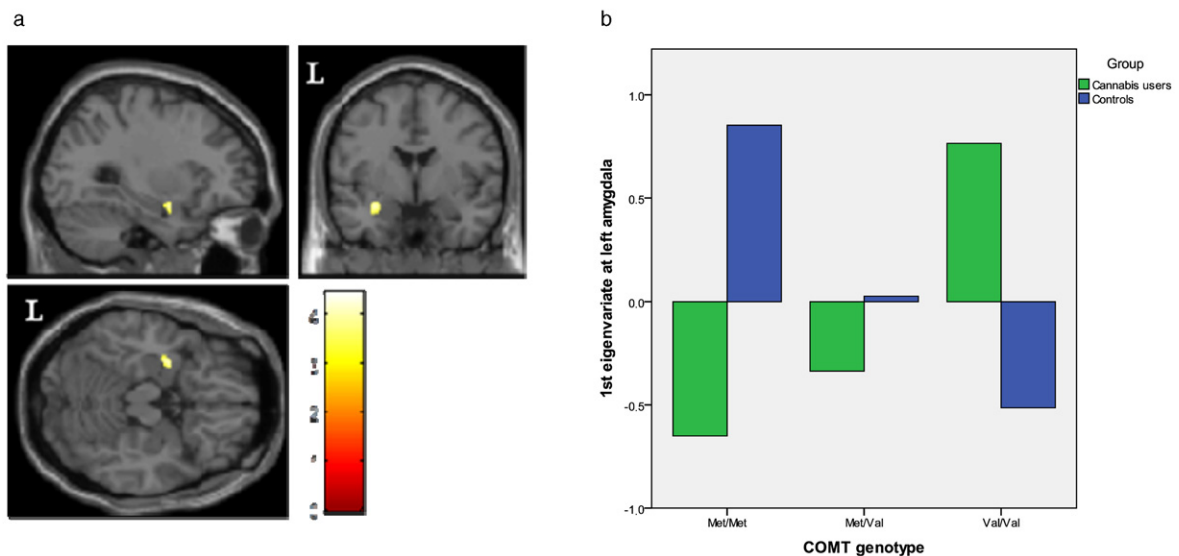 a
L
L
b
Group
Cannabis users
Controls
1st eigenvariate at left amygdala
1.0
0.5
0.0
-0.5
-1.0
Met/Met
Met/Val
Val/Val
COMT genotype